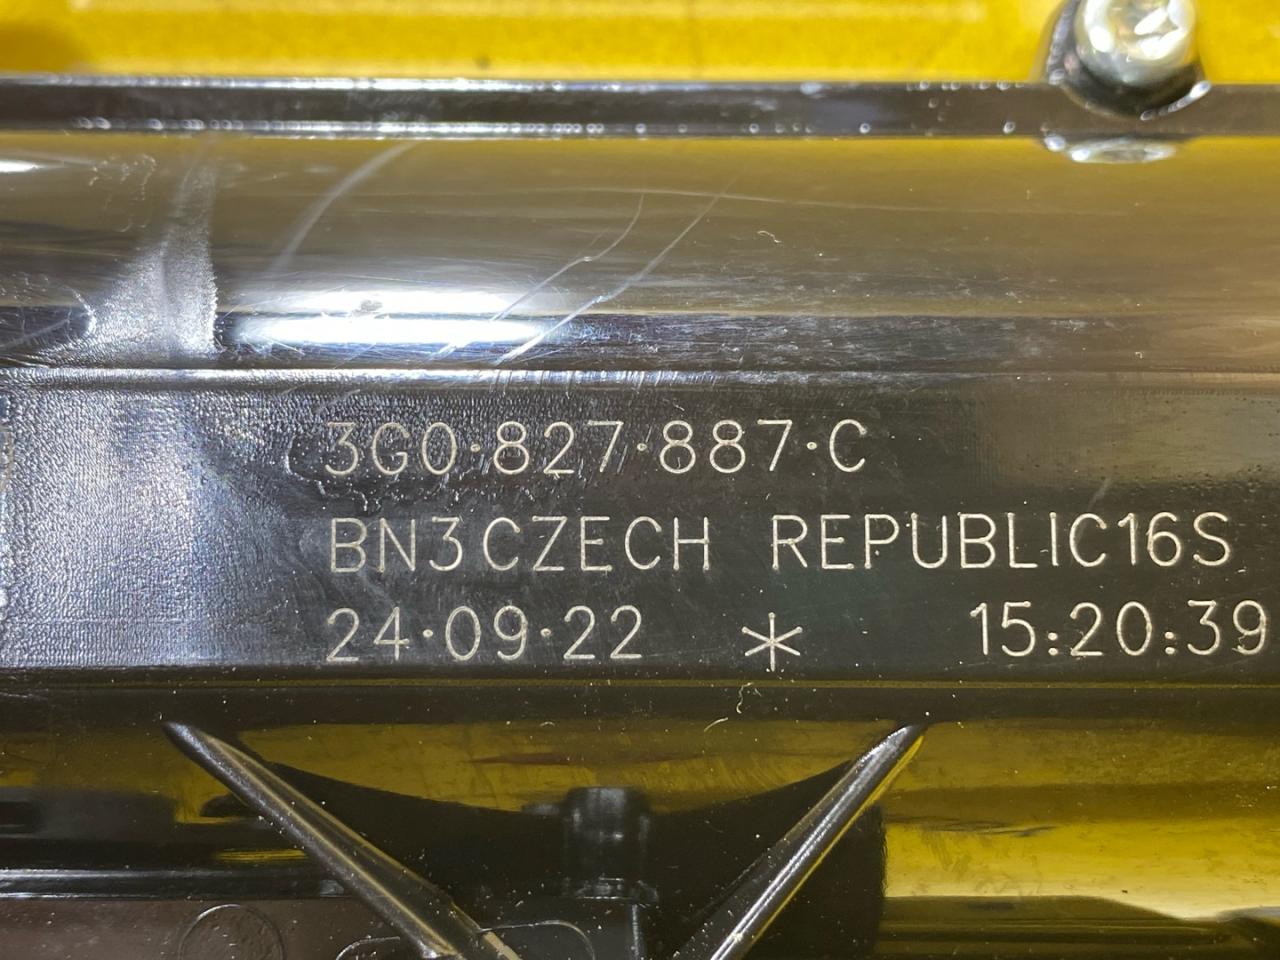 3G0·827·887·C
BN3CZECH REPUBLIC16S
24·09·22 * 15:20:39